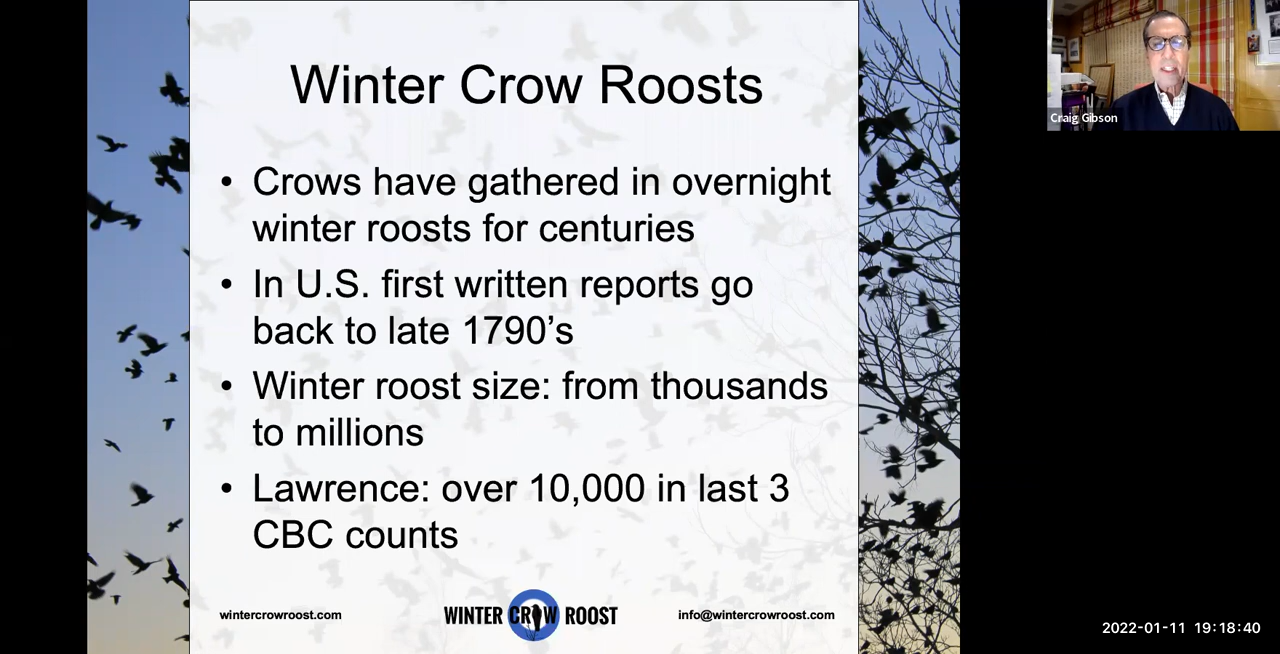 Winter Crow Roosts
• Crows have gathered in overnight
winter roosts for centuries
• In U.S. first written reports go
back to late 1790’s
• Winter roost size: from thousands
to millions
• Lawrence: over 10,000 in last 3
CBC counts
wintercrowroost.com
WINTER CROW ROOST
info@wintercrowroost.com
Craig Gibson
2022-01-11 19:18:40